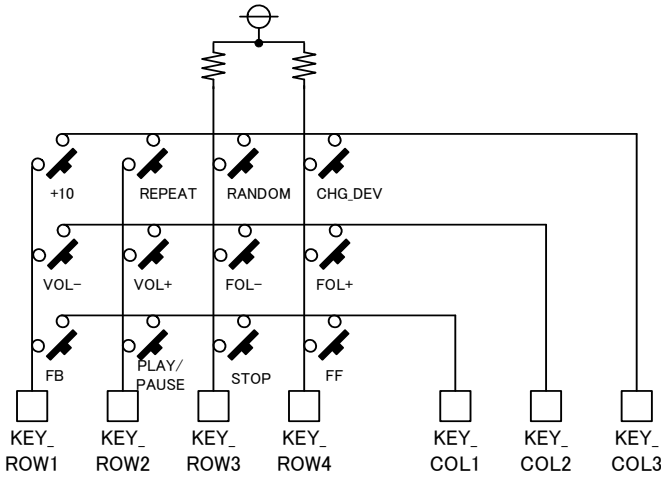 +10 REPEAT RANDOM CHG_DEV
VOL- VOL+ FOL- FOL+
FB PLAY/ PAUSE STOP FF
KEY_ KEY_ KEY_ KEY_ KEY_ KEY_ KEY_
ROW1 ROW2 ROW3 ROW4 COL1 COL2 COL3